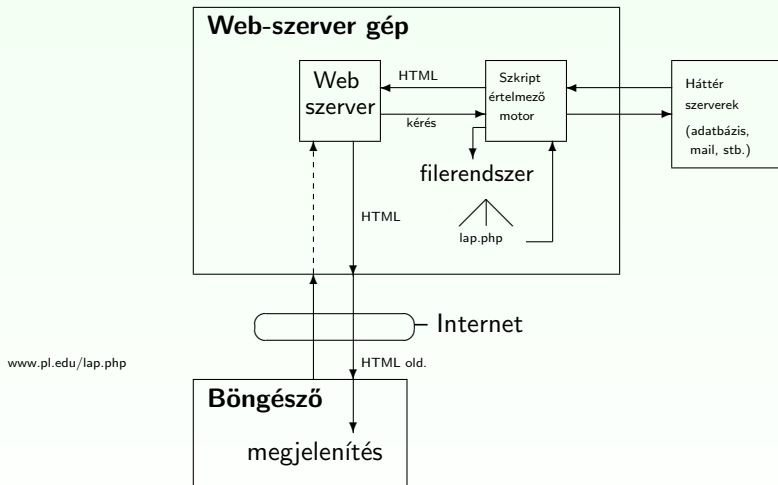 Web-szerver gép
Web
szerver
HTML
kérés
Szkript
értelmező
motor
Háttér
szerverek
(adatbázis,
mail, stb.)
filerendszer
lap.php
HTML
Internet
www.pl.edu/lap.php
HTML old.
Böngésző
megjelenítés